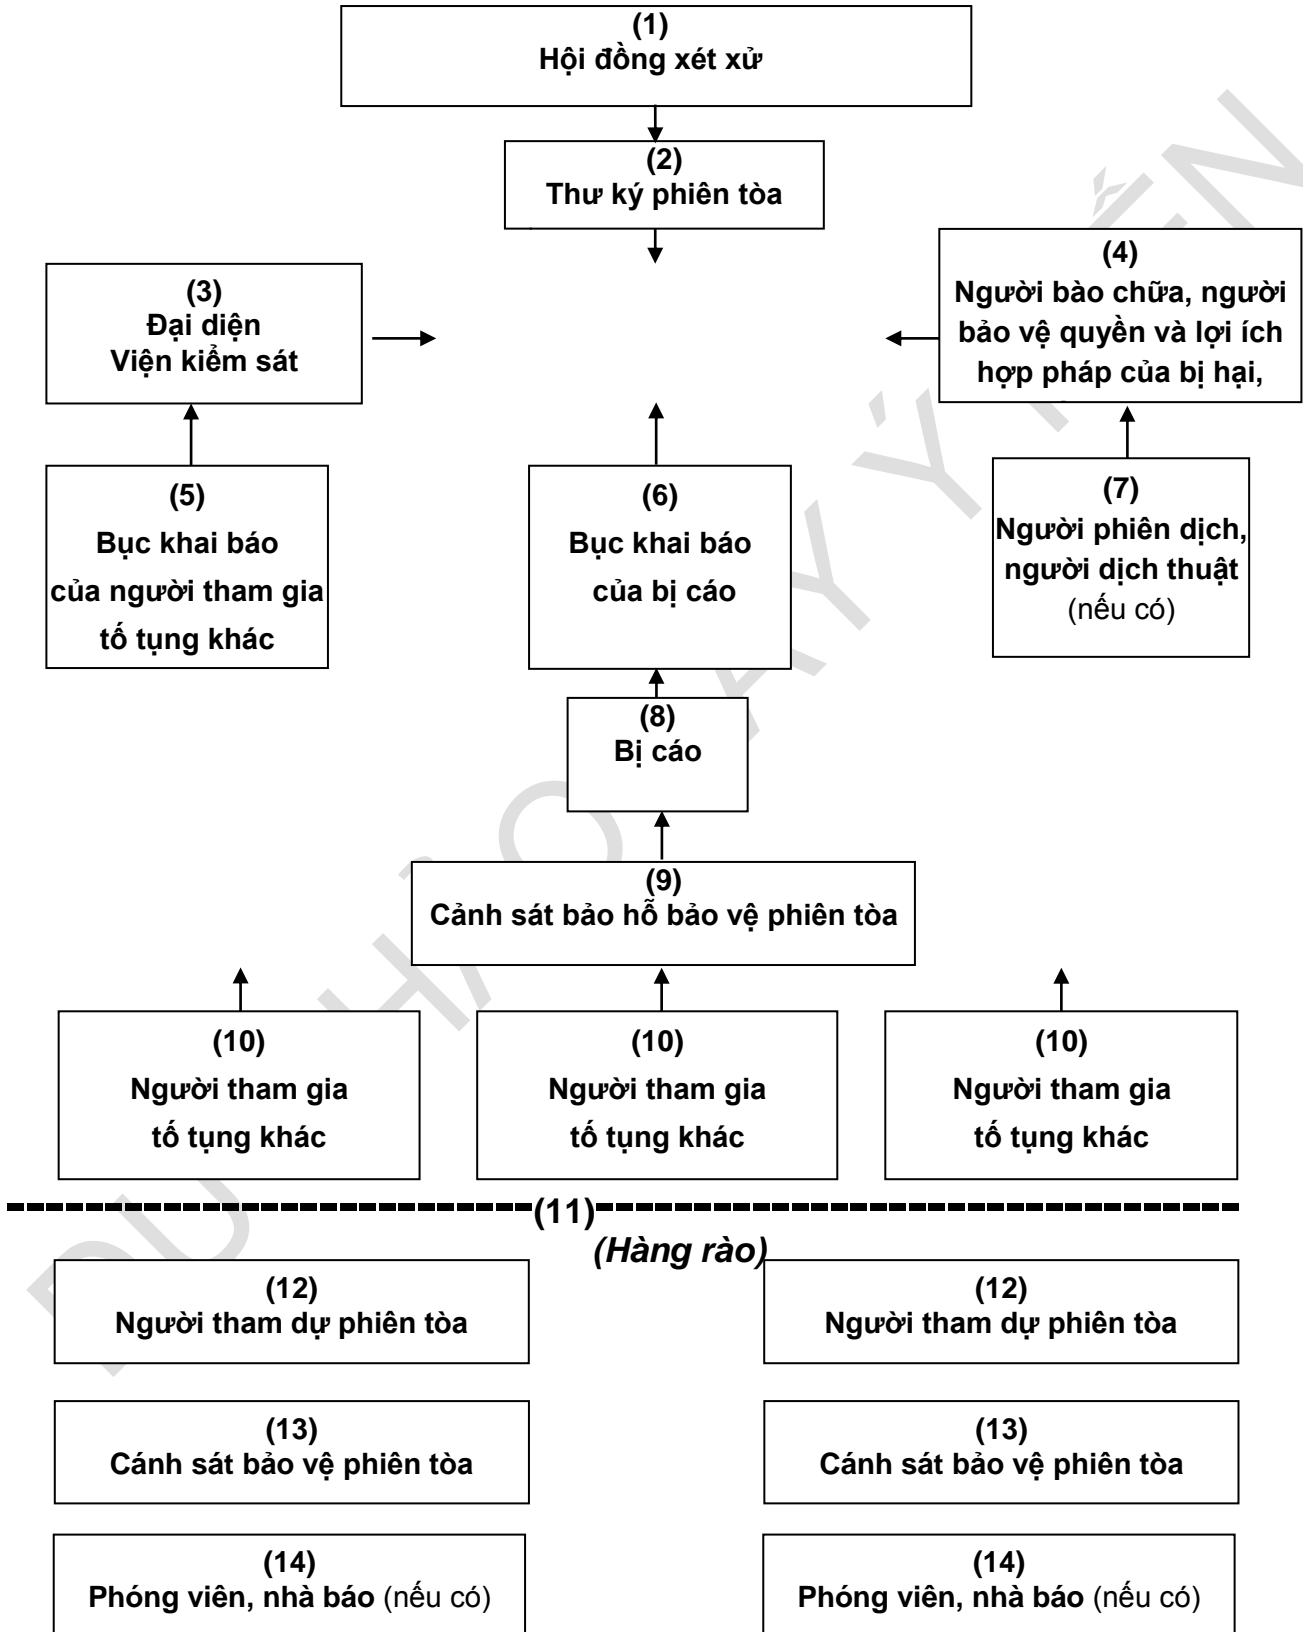 (1)
Hội đồng xét xử
(2)
Thư ký phiên tòa
(3)
Đại diện
Viện kiểm sát
(4)
Người bào chữa, người
bảo vệ quyền và lợi ích
hợp pháp của bị hại,
(5)
Bục khai báo
của người tham gia
tố tụng khác
(6)
Bục khai báo
của bị cáo
(7)
Người phiên dịch,
người dịch thuật
(nếu có)
(8)
Bị cáo
(9)
Cảnh sát bảo hỗ bảo vệ phiên tòa
(10)
Người tham gia
tố tụng khác
(10)
Người tham gia
tố tụng khác
(10)
Người tham gia
tố tụng khác
(11)
(Hàng rào)
(12)
Người tham dự phiên tòa
(12)
Người tham dự phiên tòa
(13)
Cánh sát bảo vệ phiên tòa
(13)
Cánh sát bảo vệ phiên tòa
(14)
Phóng viên, nhà báo (nếu có)
(14)
Phóng viên, nhà báo (nếu có)